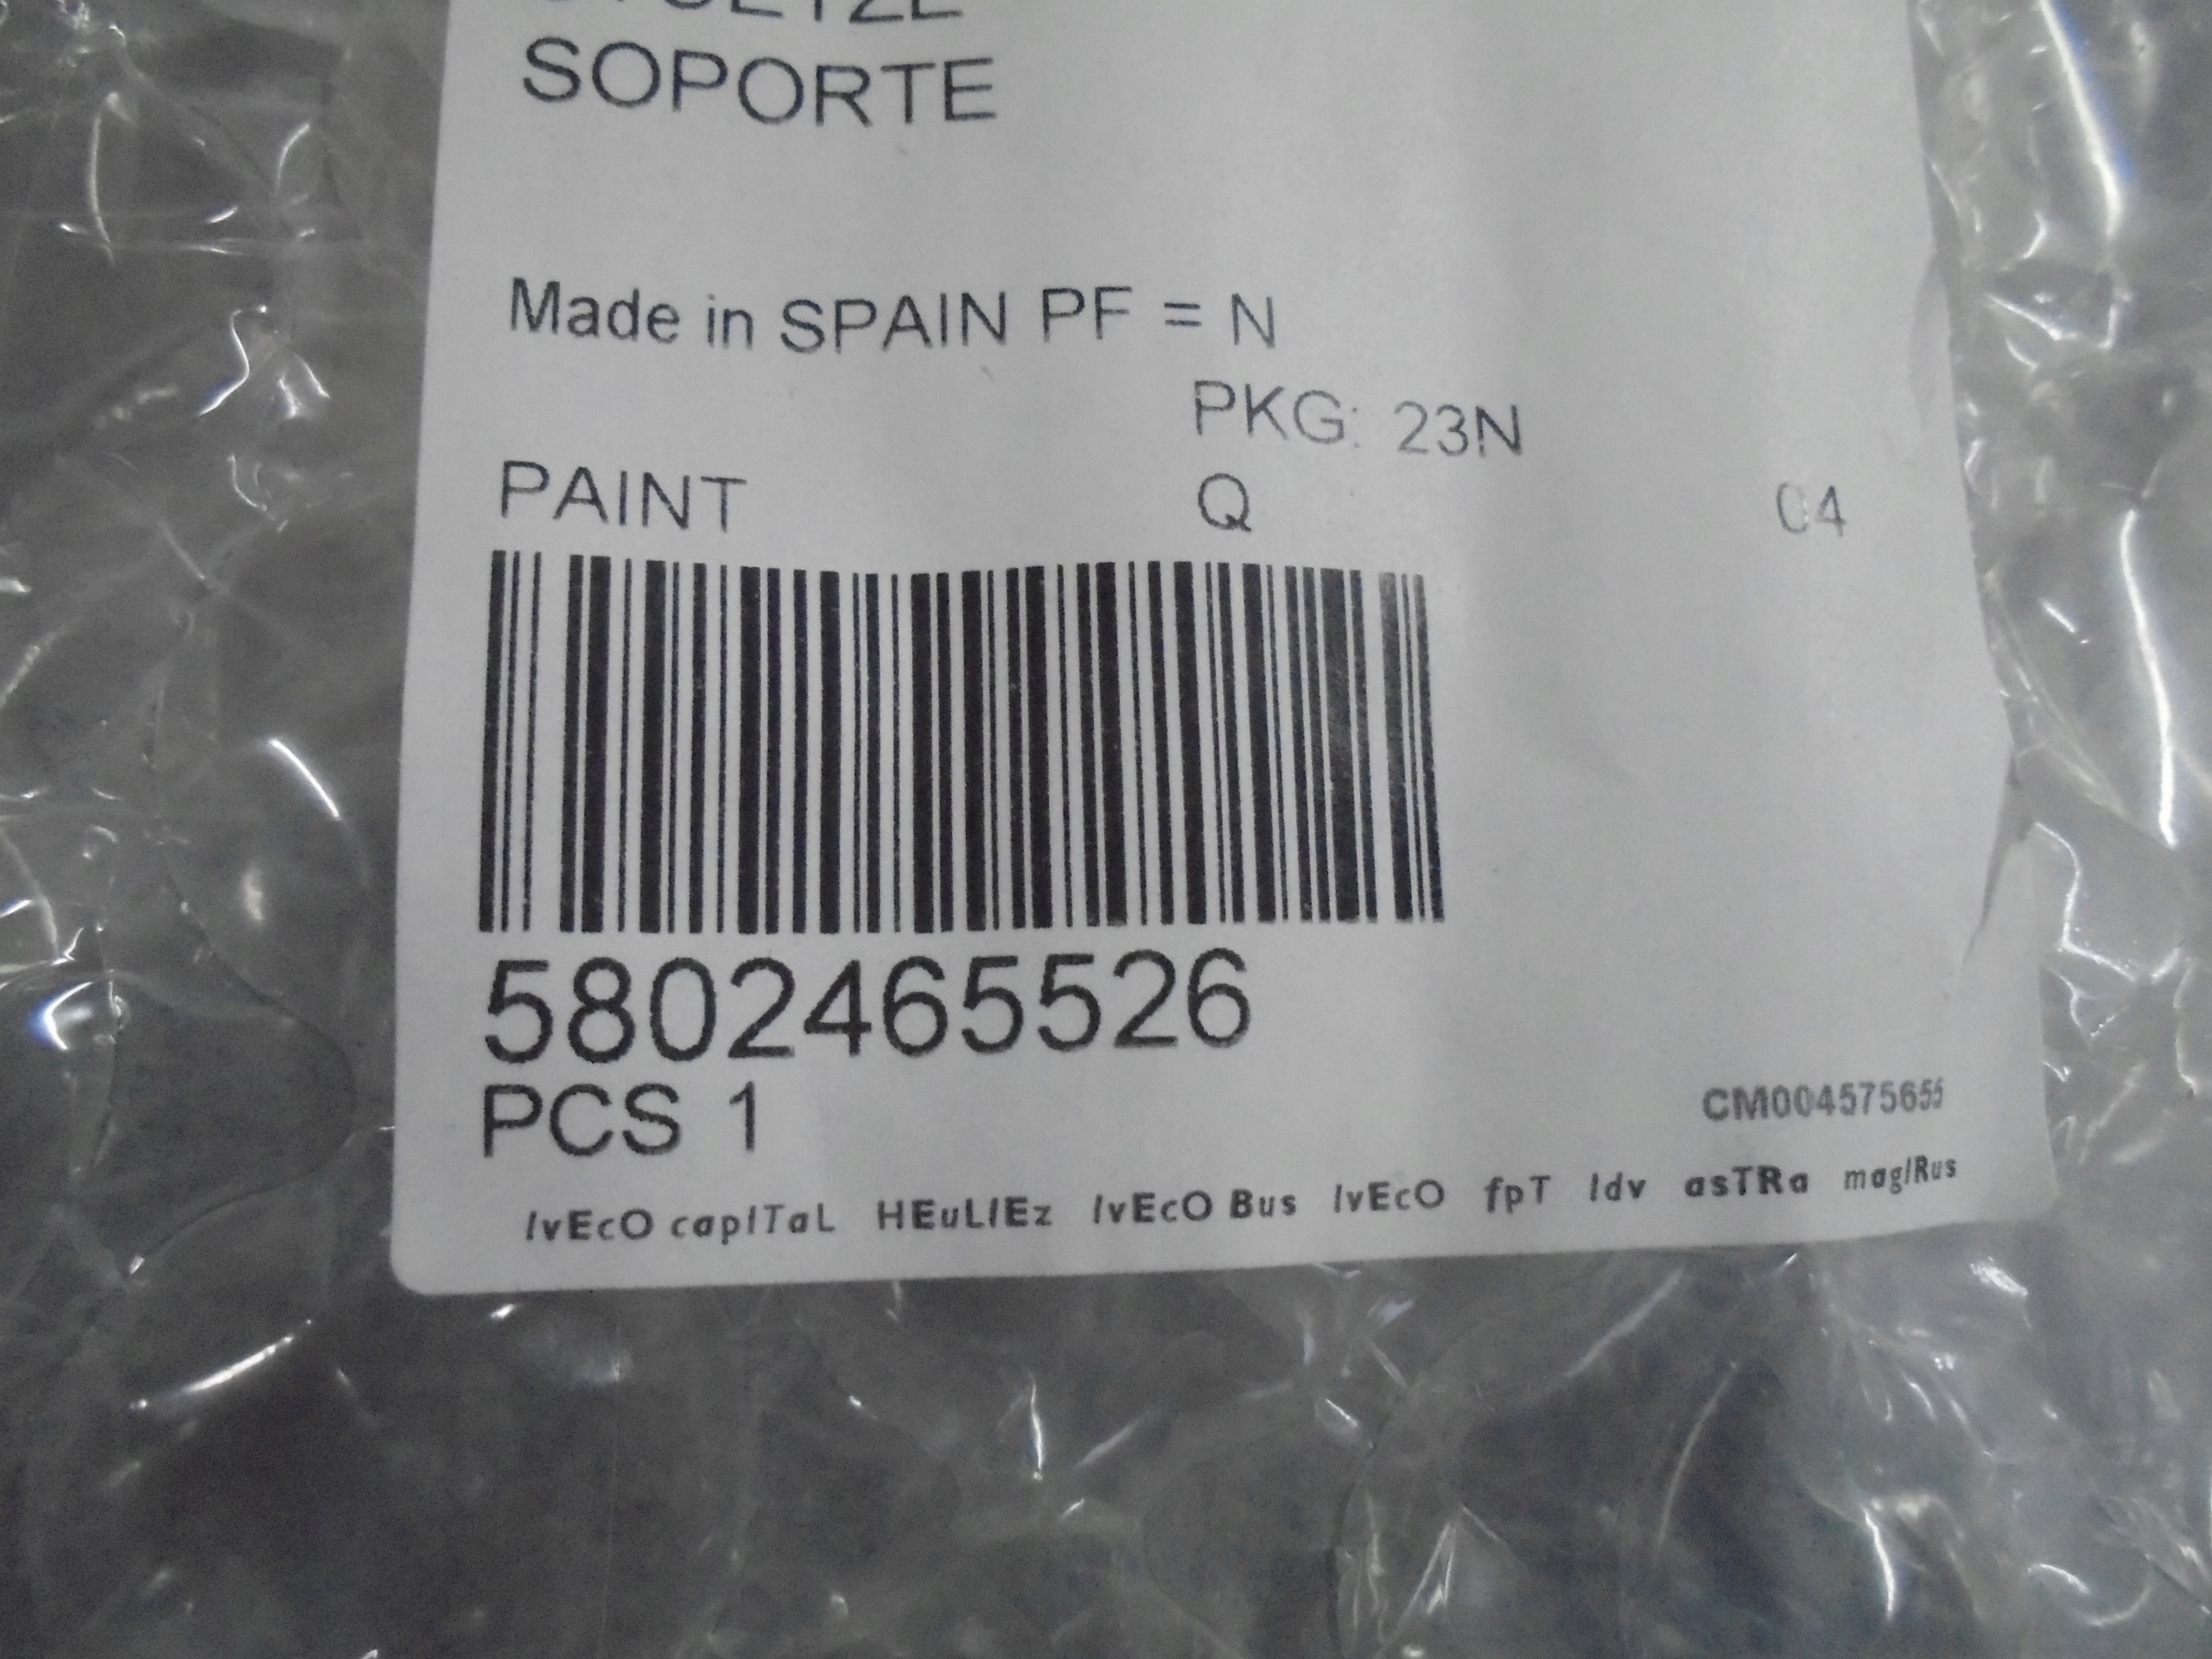 SOPORTE
Made in SPAIN PF = N
PKG: 23N
PAINT Q 04
5802465526
PCS 1
CM004575655
IvEcO capITaL HEuLIEz IvEcO Bus IvEcO fpT Idv asTRa magIRus